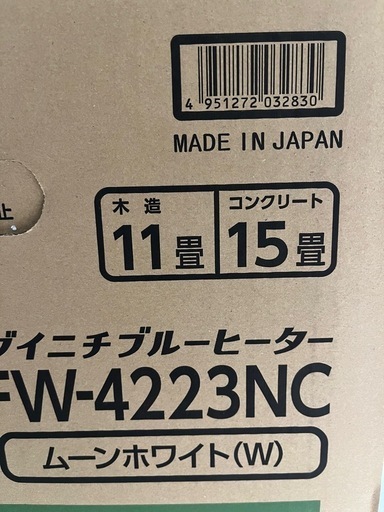 4 951272 032830
MADE IN JAPAN
止
木造 コンクリート
11畳 15畳
ダイニチブルーヒーター
FW-4223NC
ムーンホワイト(W)